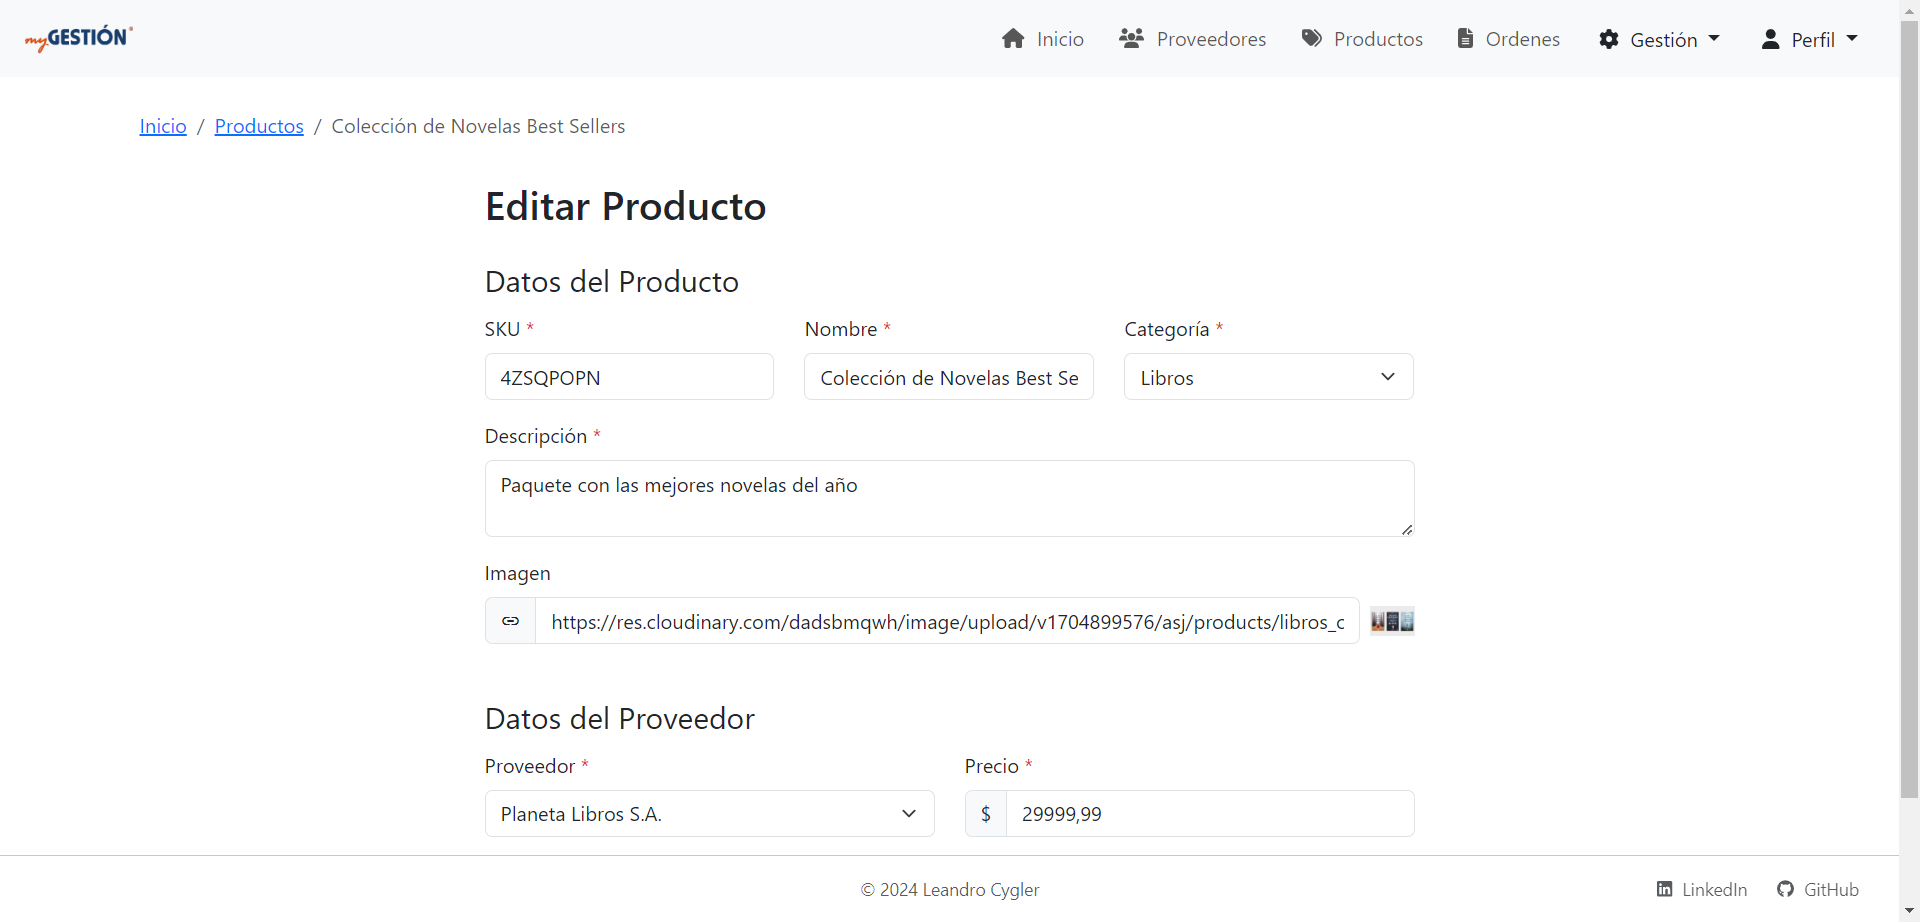 myGESTIÓN
Inicio
Proveedores
Productos
Ordenes
Gestión
Perfil
Inicio / Productos / Colección de Novelas Best Sellers
Editar Producto
Datos del Producto
SKU *
Nombre *
Categoría *
4ZSQPOPN
Colección de Novelas Best Se
Libros
Descripción *
Paquete con las mejores novelas del año
Imagen
https://res.cloudinary.com/dadsbmqwh/image/upload/v1704899576/asj/products/libros_c
Datos del Proveedor
Proveedor *
Precio *
Planeta Libros S.A.
$ 29999,99
© 2024 Leandro Cygler
LinkedIn
GitHub